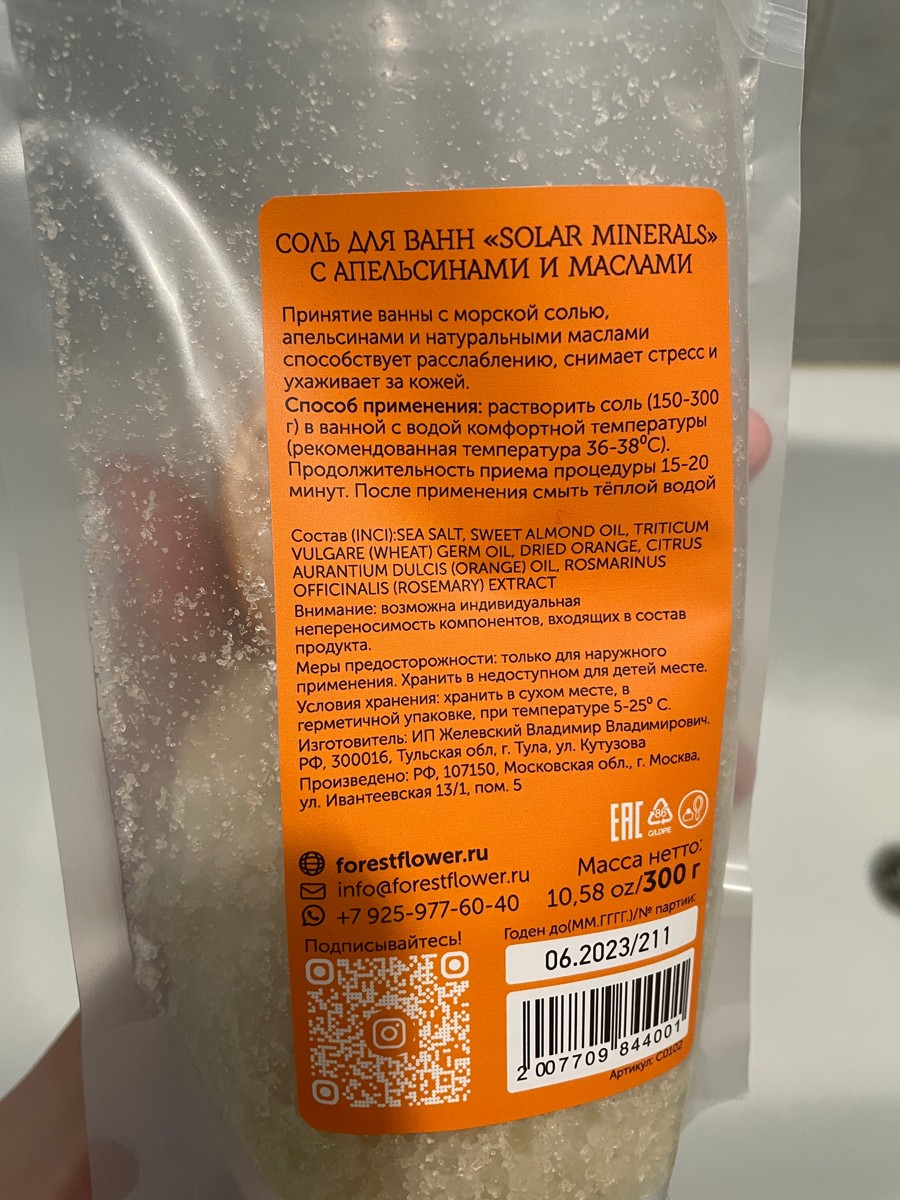 СОЛЬ ДЛЯ ВАНН «SOLAR MINERALS»
С АПЕЛЬСИНАМИ И МАСЛАМИ
Принятие ванны с морской солью,
апельсинами и натуральными маслами
способствует расслаблению, снимает стресс и
ухаживает за кожей.
Способ применения: растворить соль (150-300
г) в ванной с водой комфортной температуры
(рекомендованная температура 36-38⁰С).
Продолжительность приема процедуры 15-20
минут. После применения смыть тёплой водой
Состав (INCI):SEA SALT, SWEET ALMOND OIL, TRITICUM
VULGARE (WHEAT) GERM OIL, DRIED ORANGE, CITRUS
AURANTIUM DULCIS (ORANGE) OIL, ROSMARINUS
OFFICINALIS (ROSEMARY) EXTRACT
Внимание: возможна индивидуальная
непереносимость компонентов, входящих в состав
продукта.
Меры предосторожности: только для наружного
применения. Хранить в недоступном для детей месте.
Условия хранения: хранить в сухом месте, в
герметичной упаковке, при температуре 5-25⁰ С.
Изготовитель: ИП Желевский Владимир Владимирович.
РФ, 300016, Тульская обл, г. Тула, ул. Кутузова
Произведено: РФ, 107150, Московская обл., г. Москва,
ул. Ивантеевская 13/1, пом. 5
EAC 86 C/LDPE
forestflower.ru
info@forestflower.ru
+7 925-977-60-40
Подписывайтесь!
Масса нетто:
10,58 oz/300 г
Годен до(ММ.ГГГГ.)/№ партии:
06.2023/211
2 007709 844001
Артикул: С0102